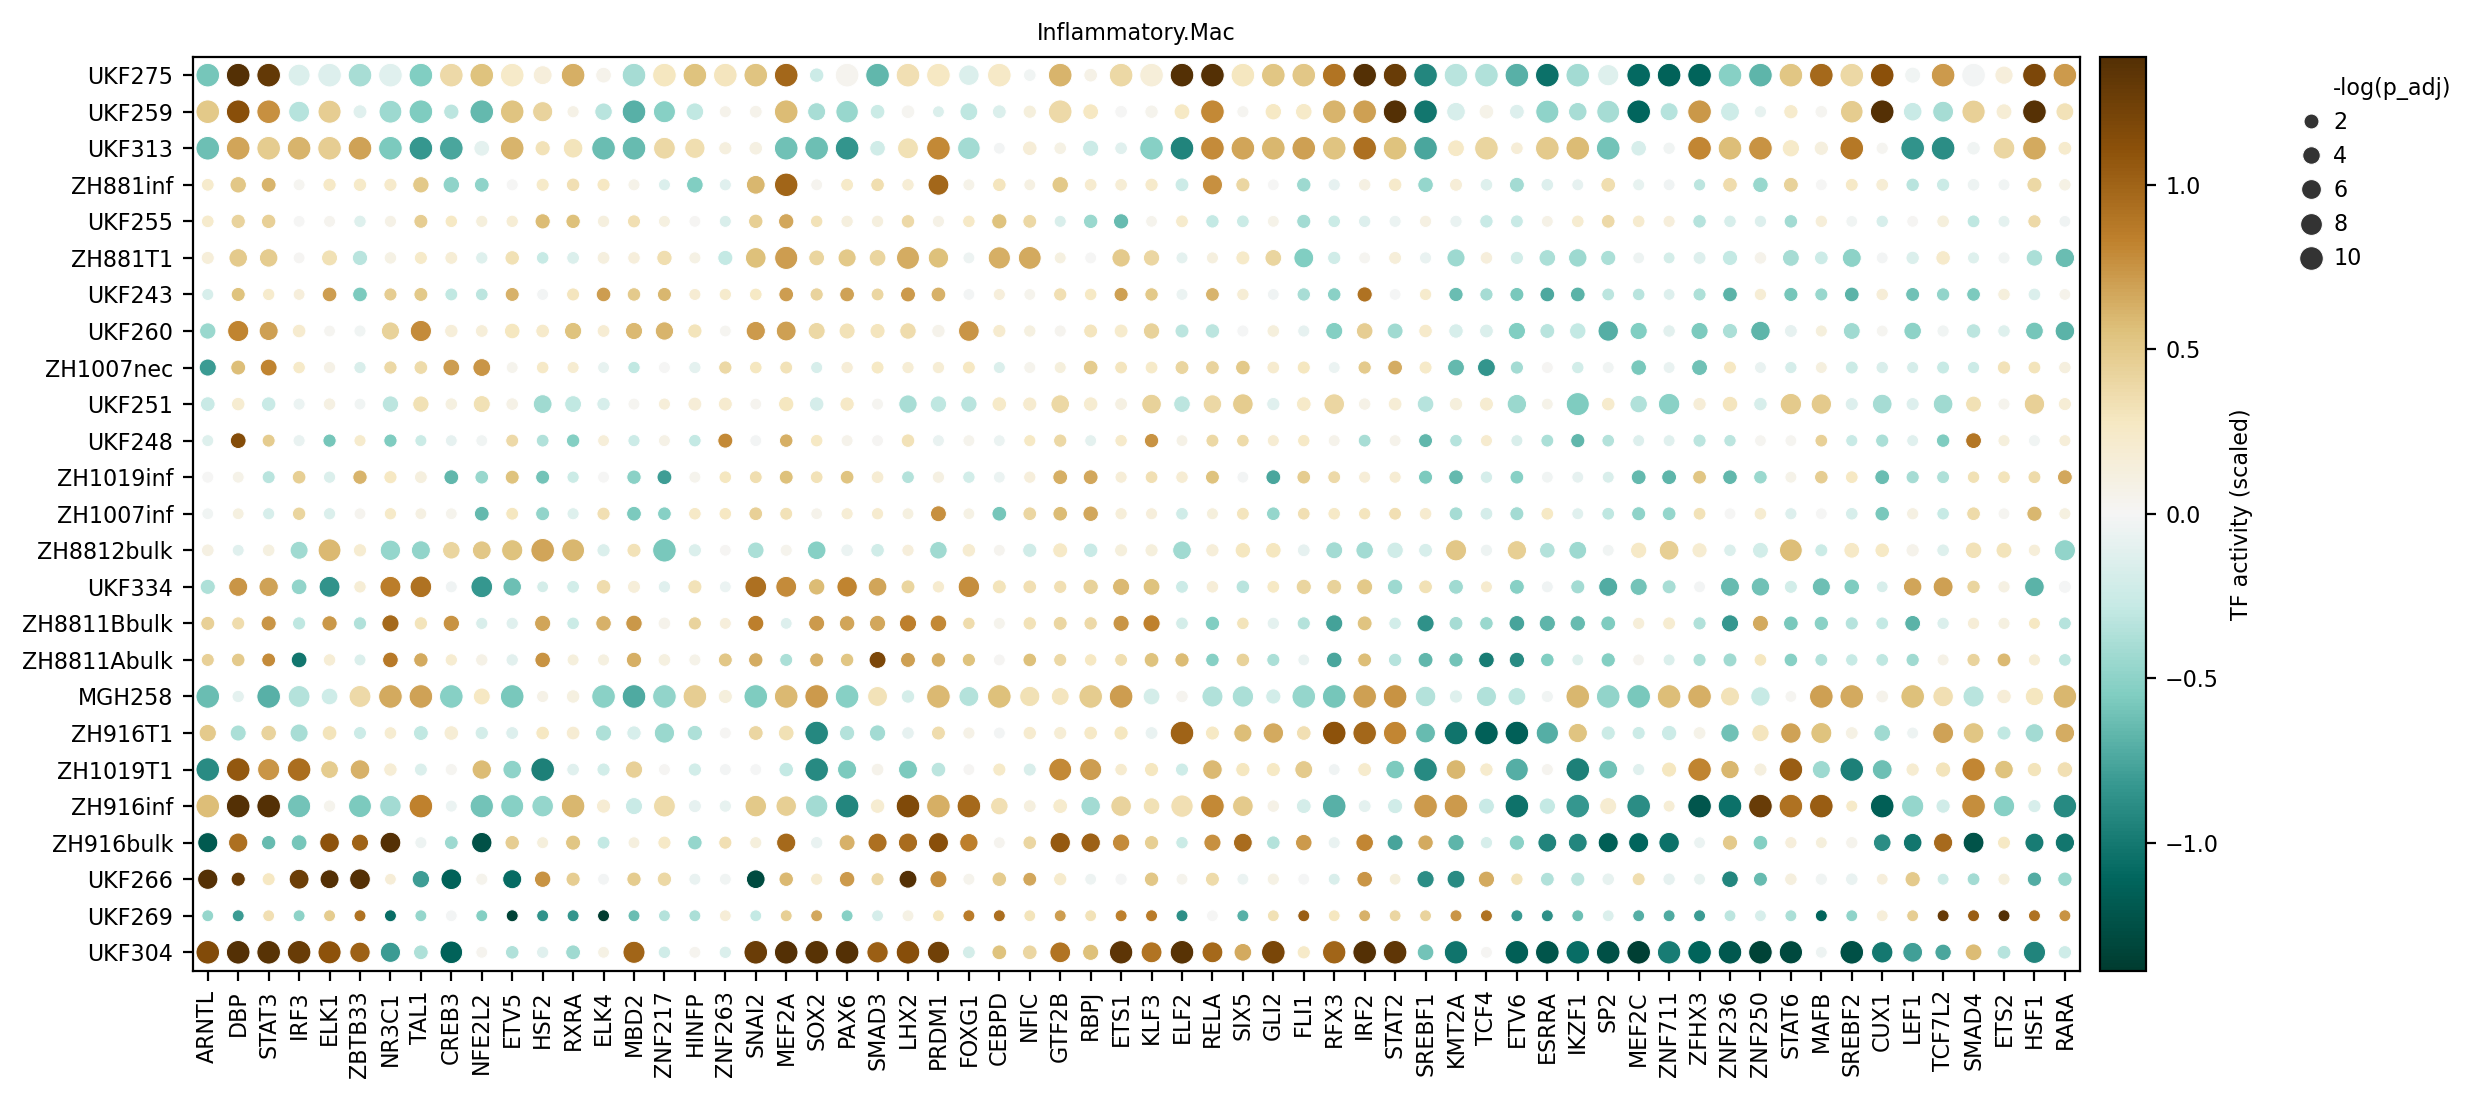 Inflammatory.Mac
UKF275
UKF259
UKF313
ZH881inf
UKF255
ZH881T1
UKF243
UKF260
ZH1007nec
UKF251
UKF248
ZH1019inf
ZH1007inf
ZH8812bulk
UKF334
ZH8811Bbulk
ZH8811Abulk
MGH258
ZH916T1
ZH1019T1
ZH916inf
ZH916bulk
UKF266
UKF269
UKF304
ARNTL
DBP
STAT3
IRF3
ELK1
ZBTB33
NR3C1
TAL1
CREB3
NFE2L2
ETV5
HSF2
RXRA
ELK4
MBD2
ZNF217
HINFP
ZNF263
SNAI2
MEF2A
SOX2
PAX6
SMAD3
LHX2
PRDM1
FOXG1
CEBPD
NFIC
GTF2B
RBPJ
ETS1
KLF3
ELF2
RELA
SIX5
GLI2
FLI1
RFX3
IRF2
STAT2
SREBF1
KMT2A
TCF4
ETV6
ESRRA
IKZF1
SP2
MEF2C
ZNF711
ZFHX3
ZNF236
ZNF250
STAT6
MAFB
SREBF2
CUX1
LEF1
TCF7L2
SMAD4
ETS2
HSF1
RARA
1.0
0.5
0.0
−0.5
−1.0
TF activity (scaled)
-log(p_adj)
2
4
6
8
10